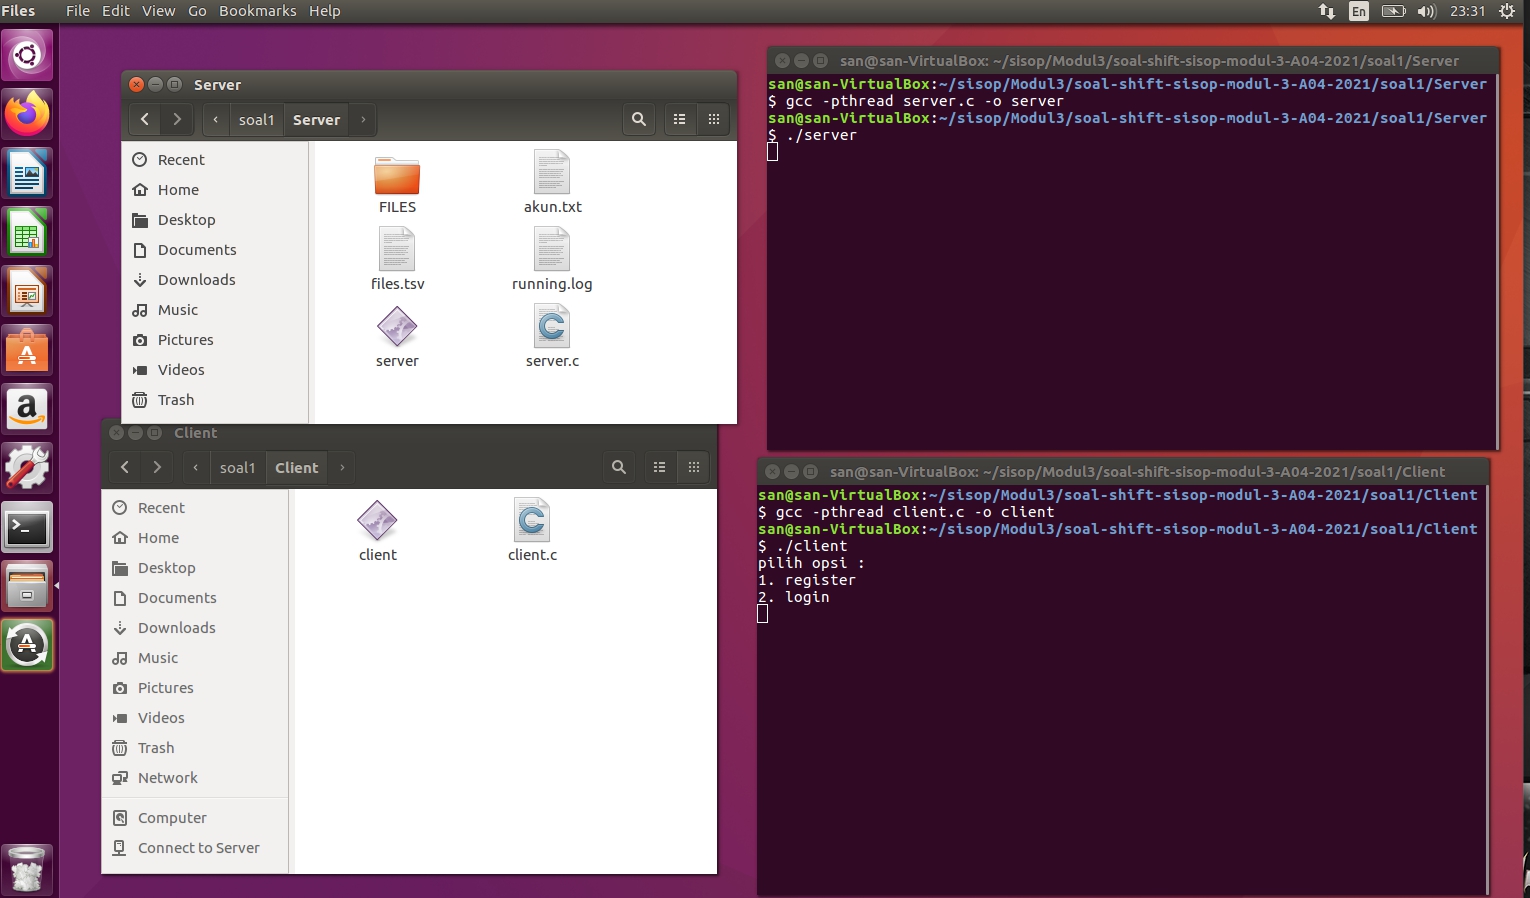 Files File Edit View Go Bookmarks Help En 23:31
Server
soal1 Server
Recent
Home
Desktop
Documents
Downloads
Music
Pictures
Videos
Trash
FILES akun.txt
files.tsv running.log
server server.c
Client
soal1 Client
Recent
Home
Desktop
Documents
Downloads
Music
Pictures
Videos
Trash
Network
Computer
Connect to Server
client client.c
san@san-VirtualBox: ~/sisop/Modul3/soal-shift-sisop-modul-3-A04-2021/soal1/Server
san@san-VirtualBox:~/sisop/Modul3/soal-shift-sisop-modul-3-A04-2021/soal1/Server
$ gcc -pthread server.c -o server
san@san-VirtualBox:~/sisop/Modul3/soal-shift-sisop-modul-3-A04-2021/soal1/Server
$ ./server
san@san-VirtualBox: ~/sisop/Modul3/soal-shift-sisop-modul-3-A04-2021/soal1/Client
san@san-VirtualBox:~/sisop/Modul3/soal-shift-sisop-modul-3-A04-2021/soal1/Client
$ gcc -pthread client.c -o client
san@san-VirtualBox:~/sisop/Modul3/soal-shift-sisop-modul-3-A04-2021/soal1/Client
$ ./client
pilih opsi :
1. register
2. login